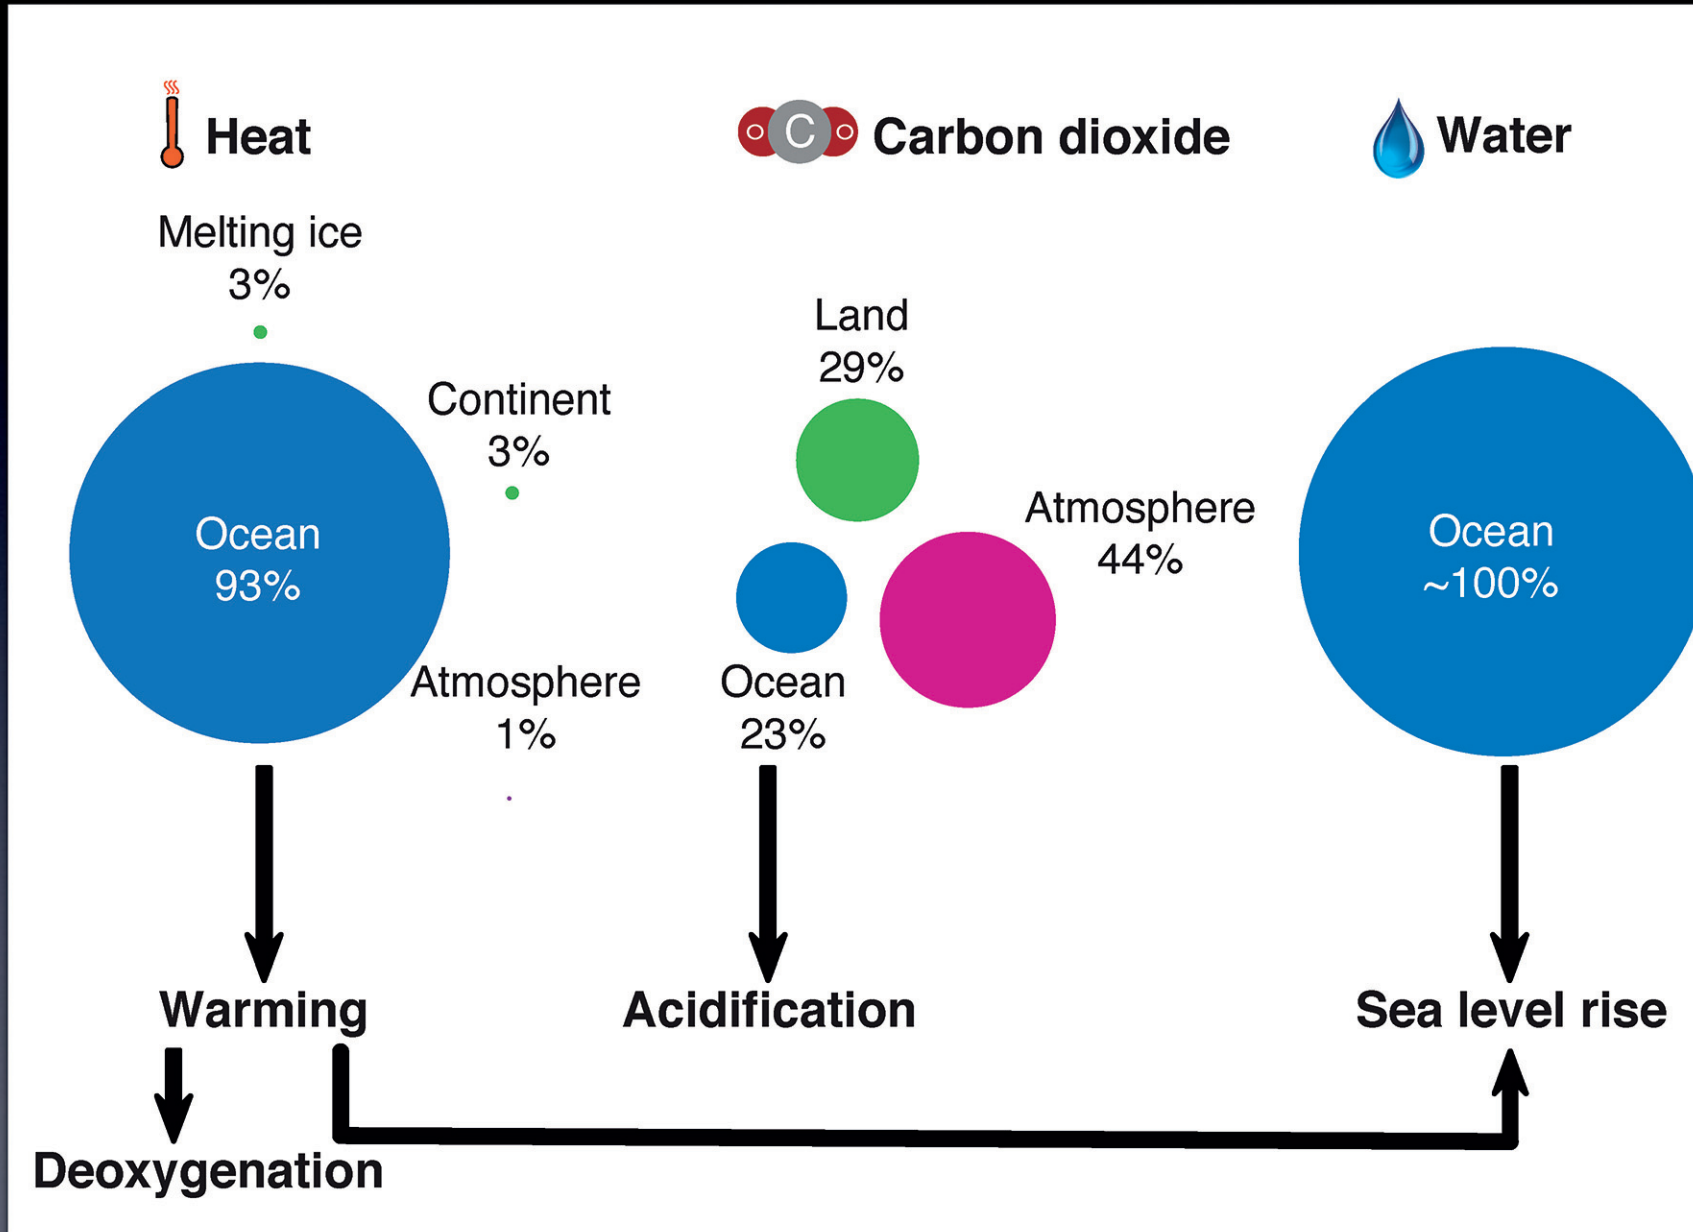 Heat
O C O Carbon dioxide
Water
Melting ice
3%
Continent
3%
Ocean
93%
Atmosphere
1%
Land
29%
Atmosphere
44%
Ocean
23%
Ocean
~100%
Warming
Acidification
Sea level rise
Deoxygenation